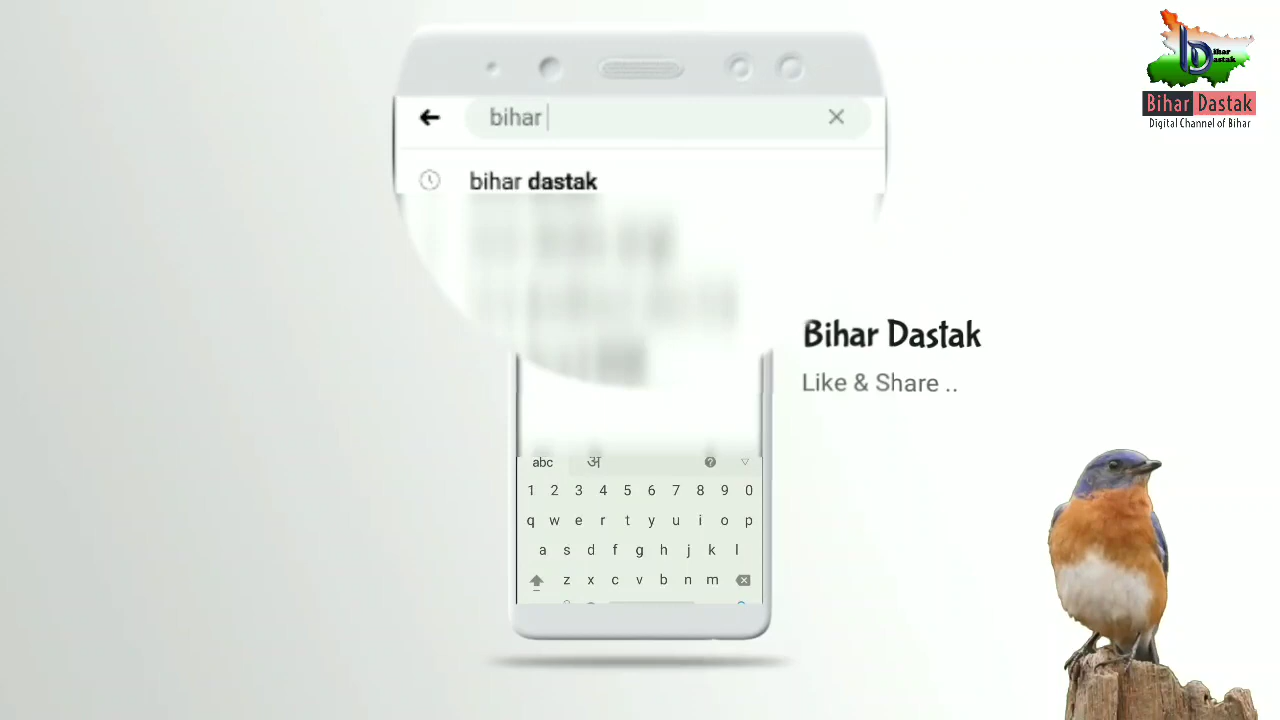 bihar
bihar dastak
Bihar Dastak
Like & Share ..
abc अ
1 2 3 4 5 6 7 8 9 0
q w e r t y u i o p
a s d f g h j k l
z x c v b n m
bihar
Dastak
Bihar Dastak
Digital Channel of Bihar